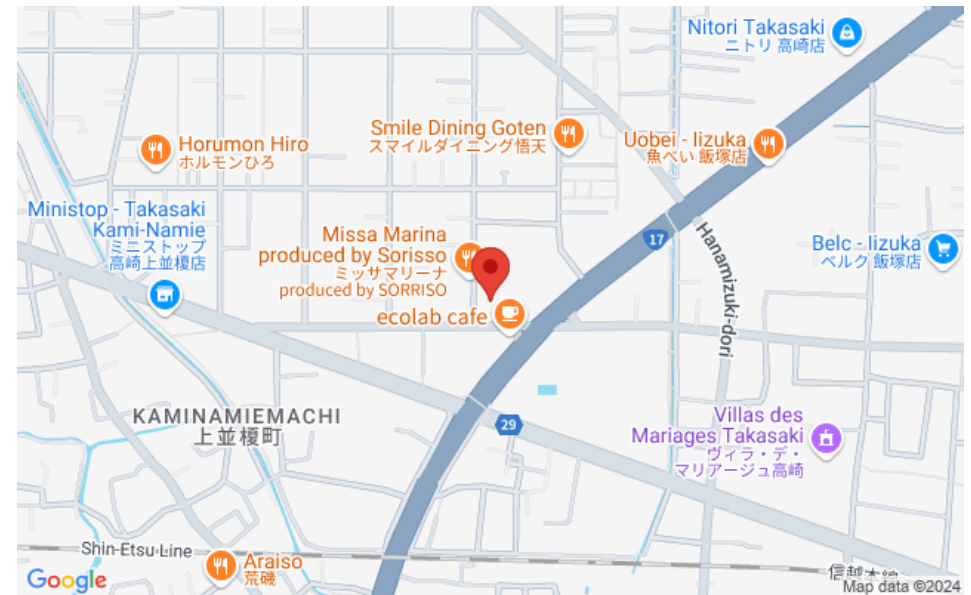 Nitori Takasaki
ニトリ 高崎店
Smile Dining Goten
スマイルダイニング悟天
Uobei - Iizuka
魚べい 飯塚店
Horumon Hiro
ホルモンひろ
Ministop - Takasaki
Kami-Namie
ミニストップ
高崎上並榎店
Missa Marina
produced by Sorisso
ミッサマリーナ
produced by SORRISO
17
Hanamizuki-dori
Belc - Iizuka
ベルク 飯塚店
ecolab cafe
KAMINAMIEMACHI
上並榎町
29
Villas des
Mariages Takasaki
ヴィラ・デ・
マリアージュ高崎
Shin-Etsu Line
Araiso
荒磯
信越本線
Google
Map data ©2024